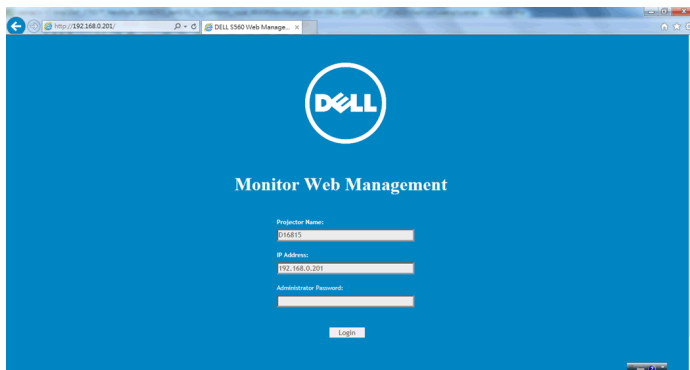 http://192.168.0.201/
DELL S560 Web Manage...
DELL
Monitor Web Management
Projector Name:
D16815
IP Address:
192.168.0.201
Administrator Password:
Login